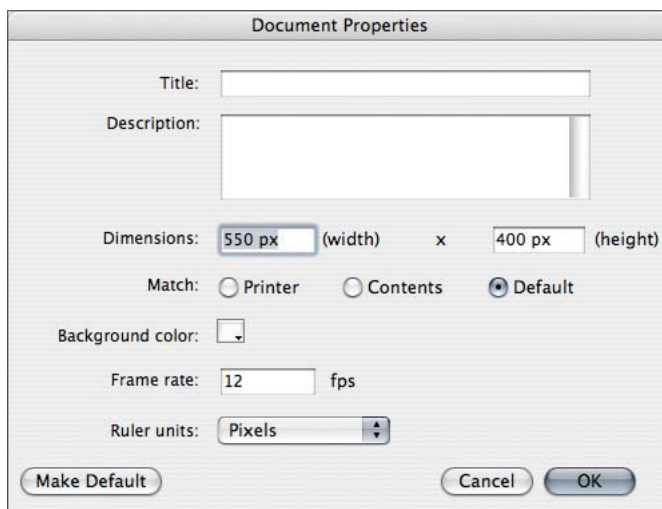 Document Properties
Title:
Description:
Dimensions: 550 px (width) x 400 px (height)
Match: Printer Contents Default
Background color:
Frame rate: 12 fps
Ruler units: Pixels
Make Default Cancel OK